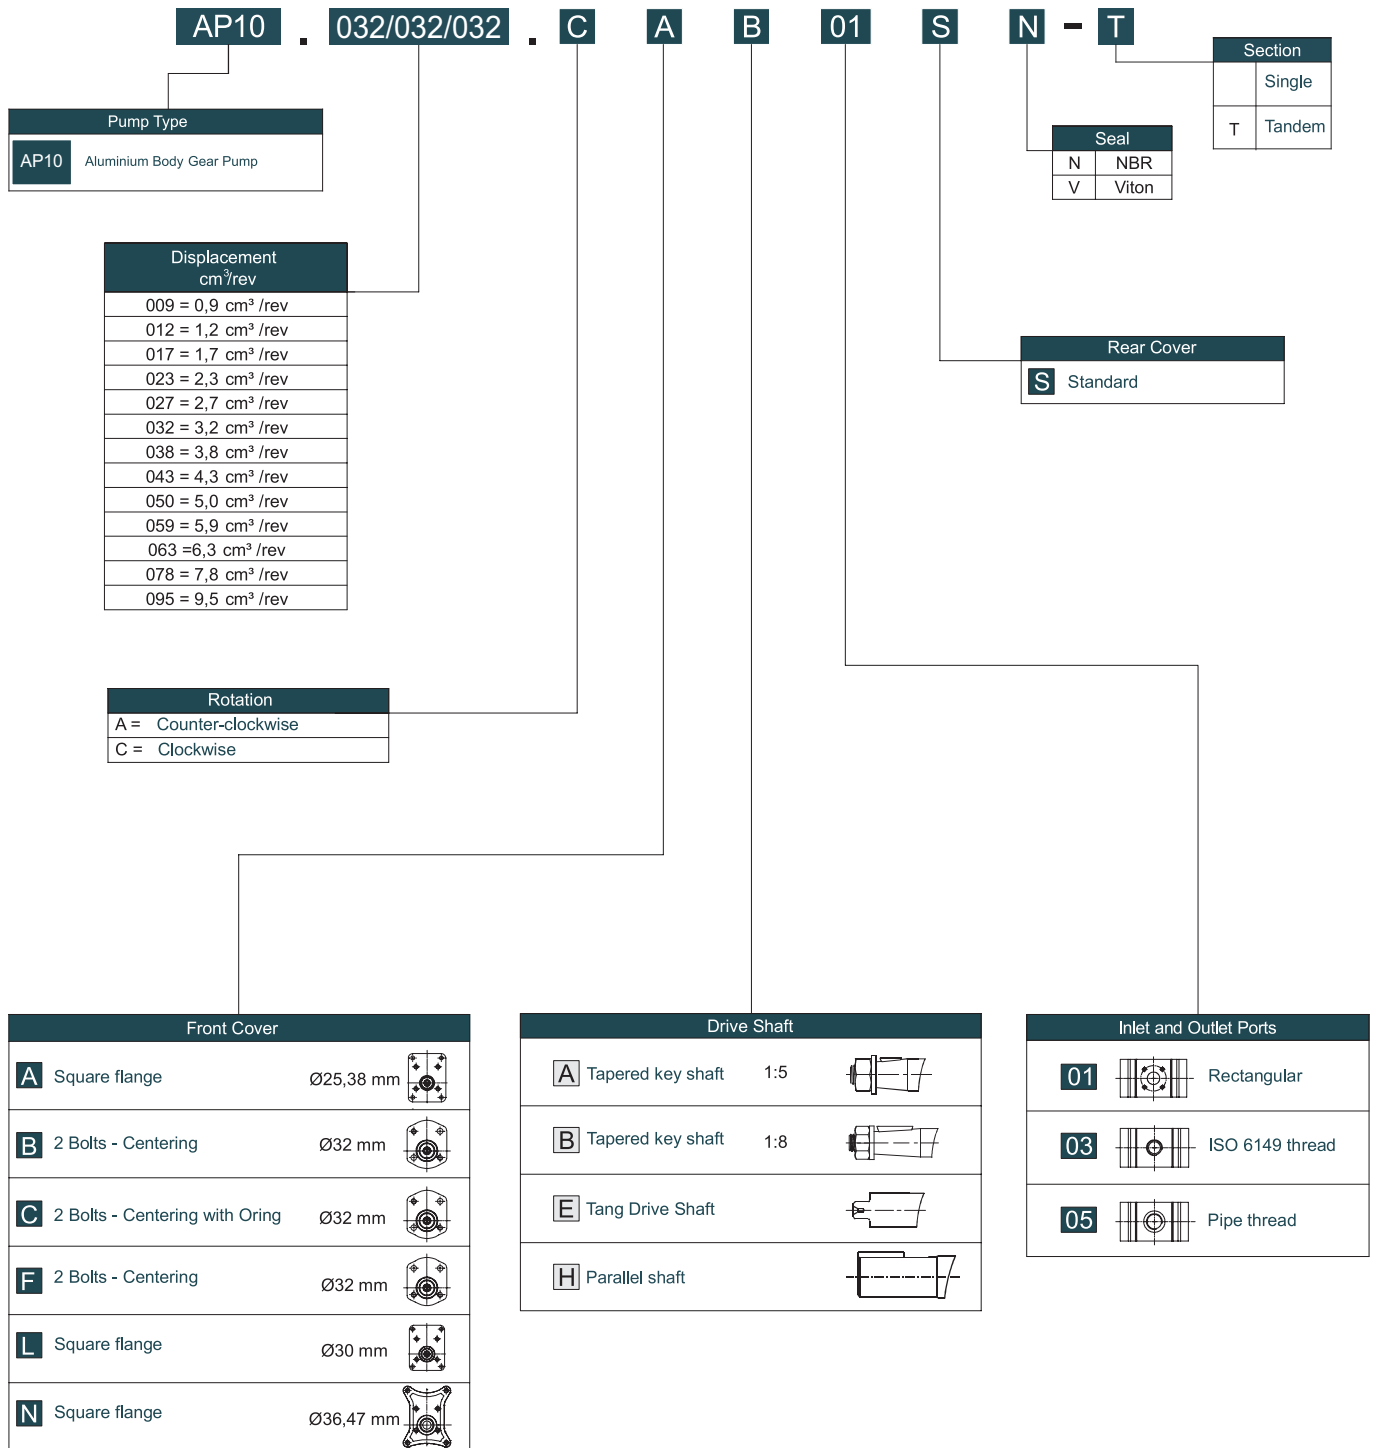 AP10 . 032/032/032 . C A B 01 S N - T
Section
Single
T Tandem
Pump Type
AP10 Aluminium Body Gear Pump
Seal
N NBR
V Viton
Displacement
cm³/rev
009 = 0,9 cm³ /rev
012 = 1,2 cm³ /rev
017 = 1,7 cm³ /rev
023 = 2,3 cm³ /rev
027 = 2,7 cm³ /rev
032 = 3,2 cm³ /rev
038 = 3,8 cm³ /rev
043 = 4,3 cm³ /rev
050 = 5,0 cm³ /rev
059 = 5,9 cm³ /rev
063 =6,3 cm³ /rev
078 = 7,8 cm³ /rev
095 = 9,5 cm³ /rev
Rear Cover
S Standard
Rotation
A = Counter-clockwise
C = Clockwise
Front Cover
A Square flange Ø25,38 mm
B 2 Bolts - Centering Ø32 mm
C 2 Bolts - Centering with Oring Ø32 mm
F 2 Bolts - Centering Ø32 mm
L Square flange Ø30 mm
N Square flange Ø36,47 mm
Drive Shaft
A Tapered key shaft 1:5
B Tapered key shaft 1:8
E Tang Drive Shaft
H Parallel shaft
Inlet and Outlet Ports
01 Rectangular
03 ISO 6149 thread
05 Pipe thread